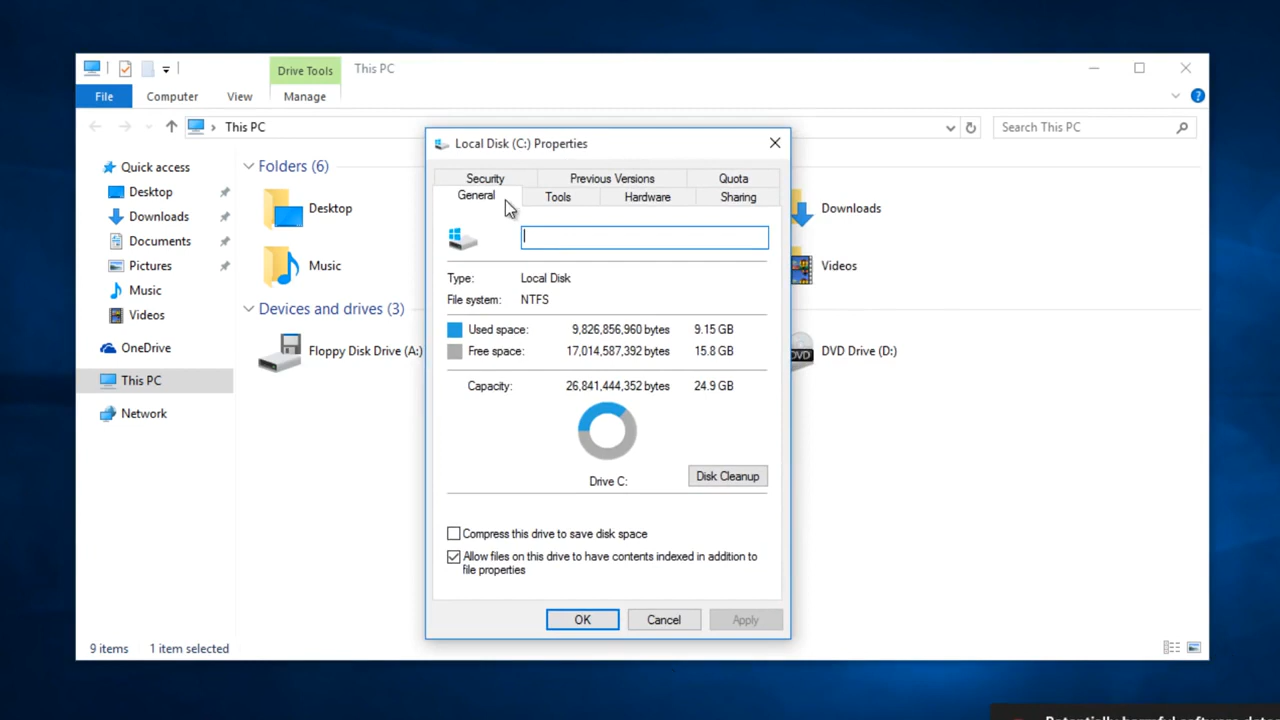 Drive Tools
This PC
File
Computer
View
Manage
This PC
Search This PC
Quick access
Desktop
Downloads
Documents
Pictures
Music
Videos
OneDrive
This PC
Network
Folders (6)
Desktop
Music
Downloads
Videos
Devices and drives (3)
Floppy Disk Drive (A:)
DVD
DVD Drive (D:)
Local Disk (C:) Properties
Security
Previous Versions
Quota
General
Tools
Hardware
Sharing
Type: Local Disk
File system: NTFS
Used space: 9,826,856,960 bytes 9.15 GB
Free space: 17,014,587,392 bytes 15.8 GB
Capacity: 26,841,444,352 bytes 24.9 GB
Drive C:
Disk Cleanup
Compress this drive to save disk space
Allow files on this drive to have contents indexed in addition to
file properties
OK
Cancel
Apply
9 items
1 item selected
Potentially harmful software